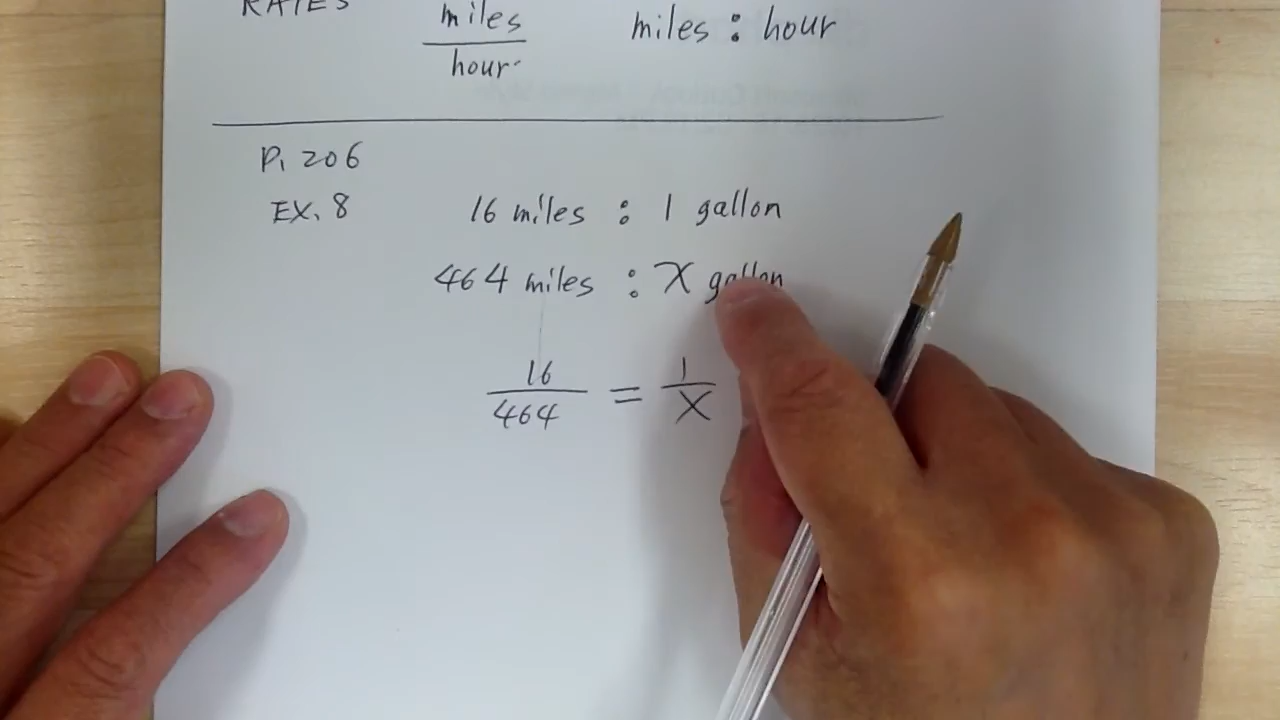 RATES
miles
hour
miles : hour
P. 206
EX. 8
16 miles : 1 gallon
464 miles : X gallon
16/464 = 1/X